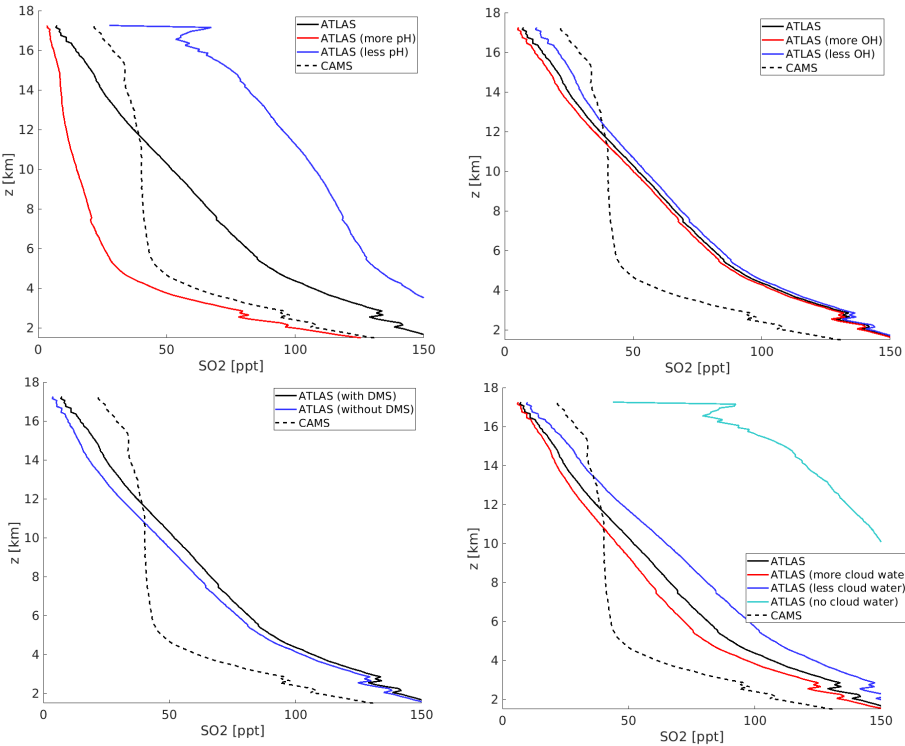 18
16
14
12
10
8
6
4
2
z [km]
0
50
100
150
SO2 [ppt]
ATLAS
ATLAS (more pH)
ATLAS (less pH)
CAMS
18
16
14
12
10
8
6
4
2
z [km]
0
50
100
150
SO2 [ppt]
ATLAS
ATLAS (more OH)
ATLAS (less OH)
CAMS
18
16
14
12
10
8
6
4
2
z [km]
0
50
100
150
SO2 [ppt]
ATLAS (with DMS)
ATLAS (without DMS)
CAMS
18
16
14
12
10
8
6
4
2
z [km]
0
50
100
150
SO2 [ppt]
ATLAS
ATLAS (more cloud water
ATLAS (less cloud water)
ATLAS (no cloud water)
CAMS